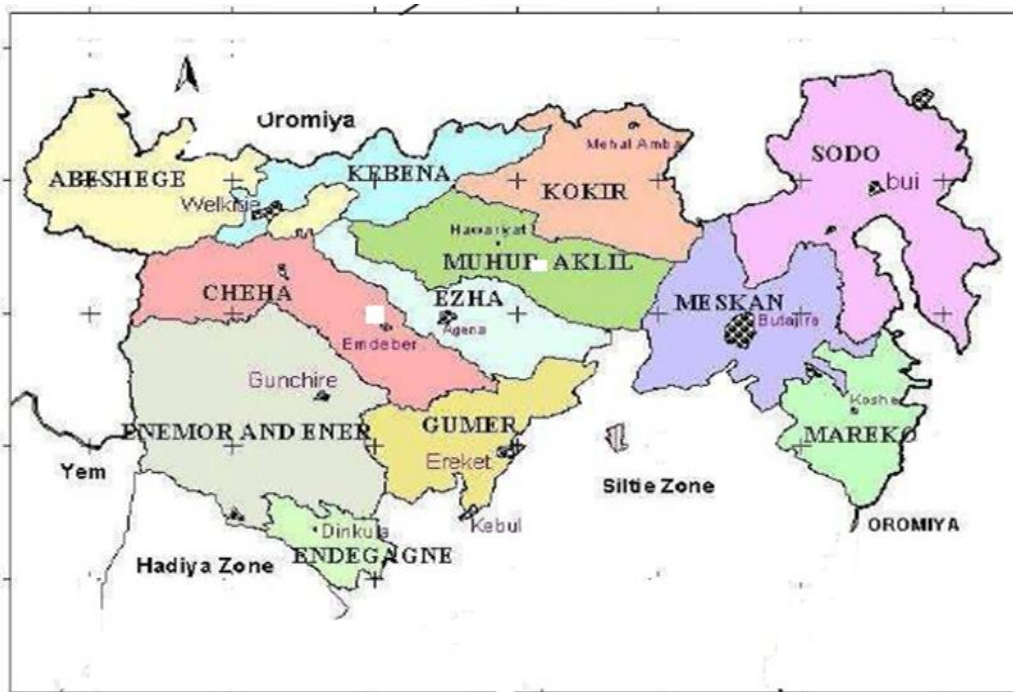 Oromiya
Mehal Amba
SODO
ABESHEGE
KEBENA
KOKIR
bui
Welkite
Hawariyat
MUHUR AKLIL
CHEHA
EZHA
MESKAN
Agena
Butajira
Emdeber
Gunchire
Koshe
ENEMOR AND ENER
GUMER
MAREKO
Ereket
Yem
Siltie Zone
Kebul
OROMIYA
Dinkula
Hadiya Zone
ENDEGAGNE